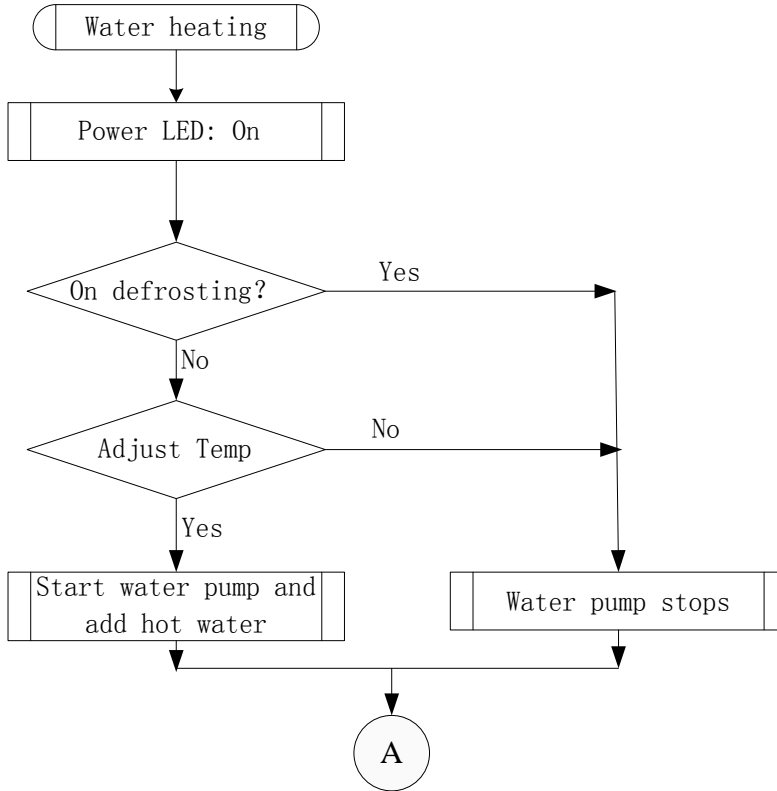 Water heating
Power LED: On
On defrosting?
Yes
No
Adjust Temp
No
Yes
Start water pump and
add hot water
Water pump stops
A